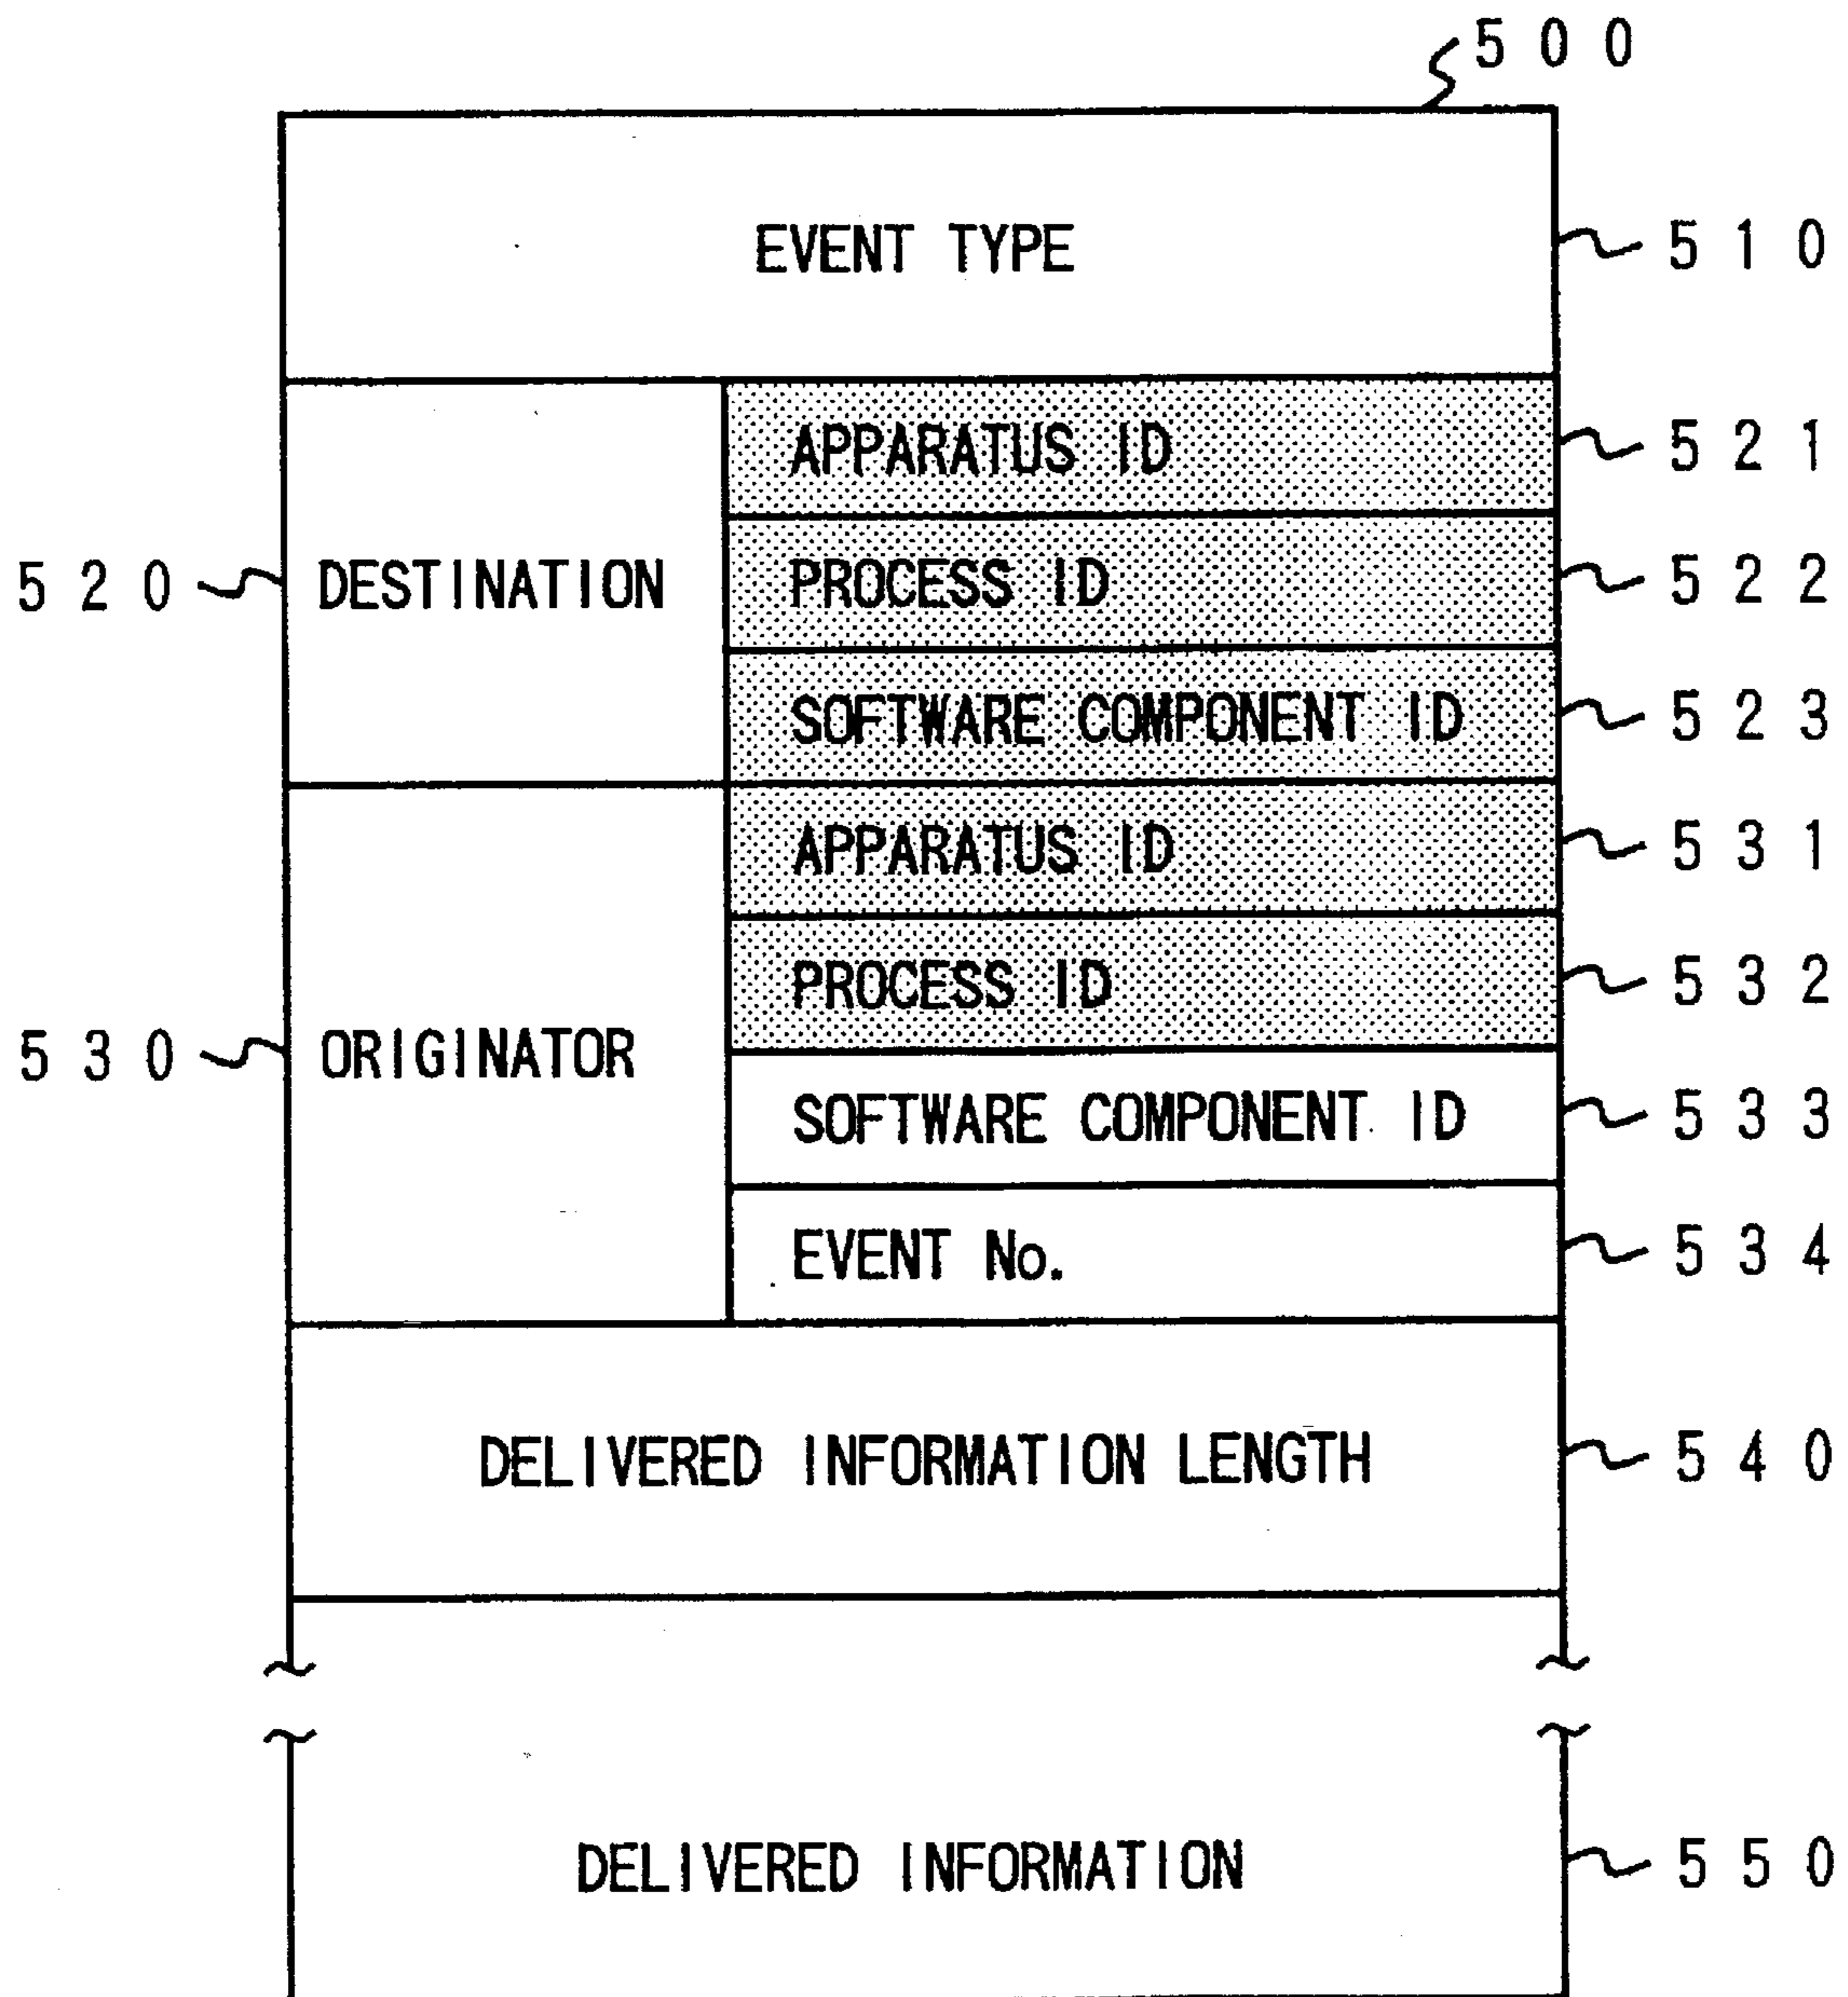 500
EVENT TYPE 510
APPARATUS ID 521
520 DESTINATION PROCESS ID 522
SOFTWARE COMPONENT ID 523
APPARATUS ID 531
PROCESS ID 532
530 ORIGINATOR
SOFTWARE COMPONENT ID 533
EVENT No. 534
DELIVERED INFORMATION LENGTH 540
DELIVERED INFORMATION 550